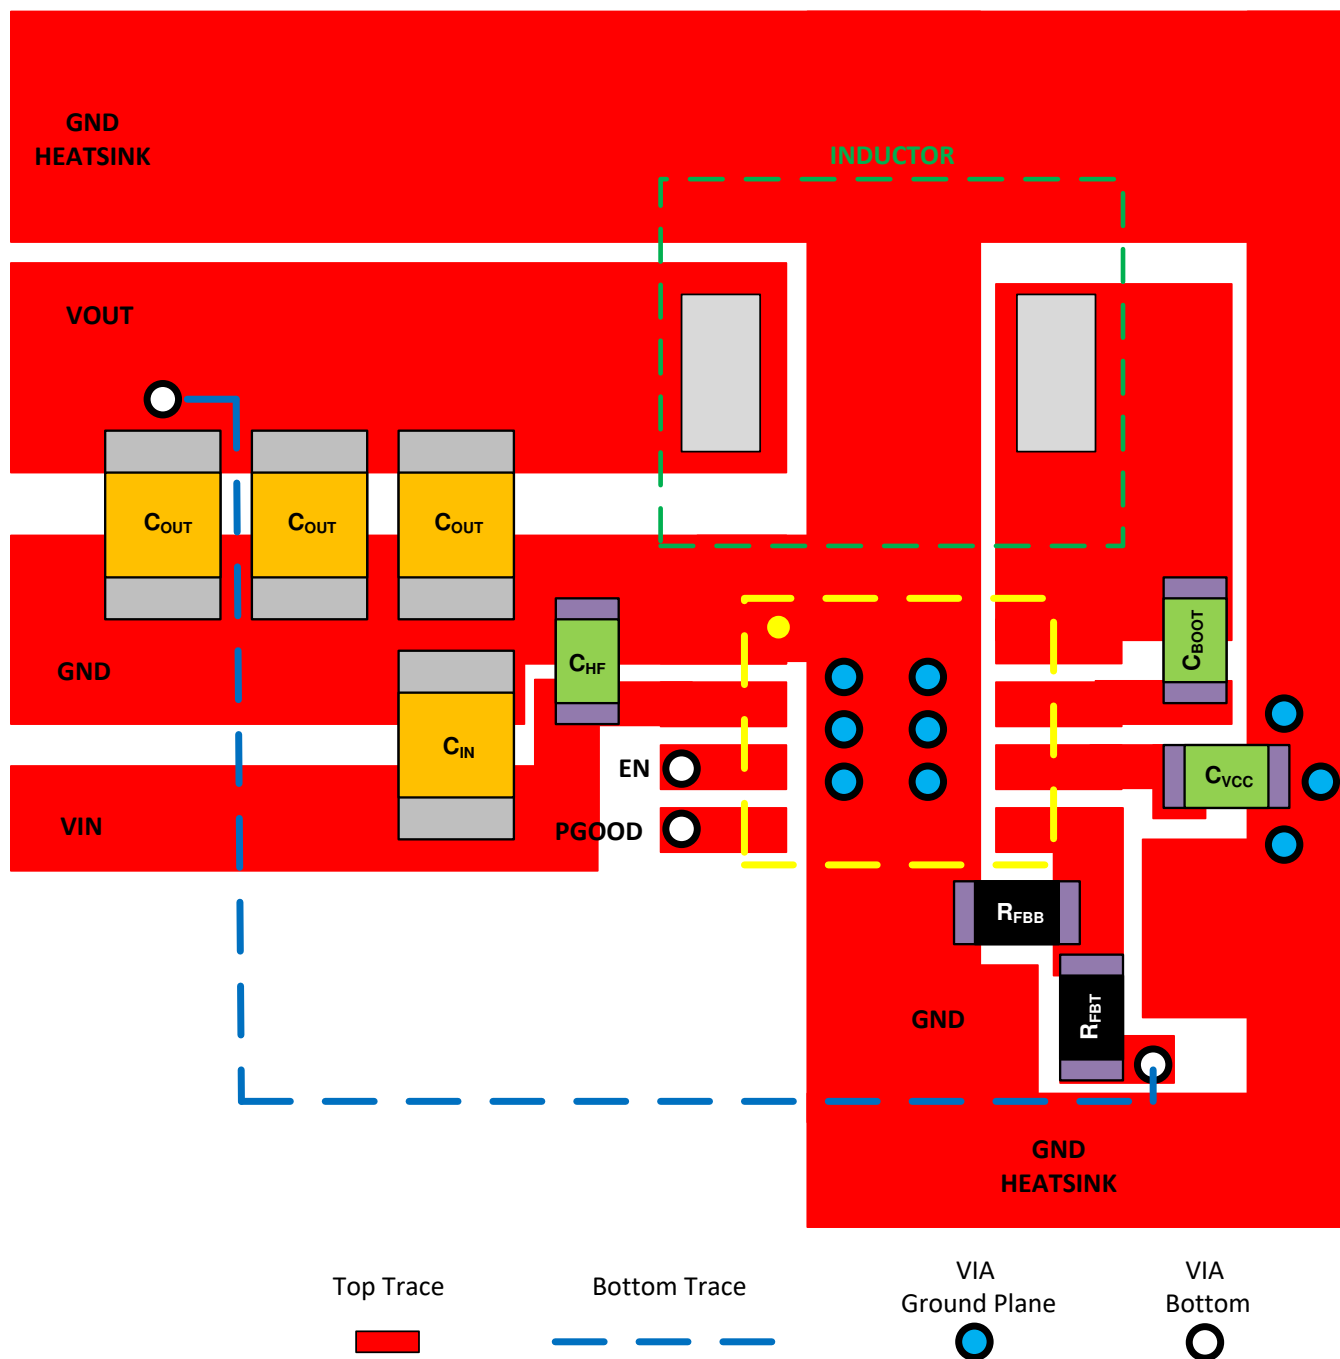 GND
HEATSINK
INDUCTOR
VOUT
COUT
COUT
COUT
GND
CHF
CBOOT
CIN
EN
CVCC
VIN
PGOOD
RFBB
GND
RFBT
GND
HEATSINK
Top Trace
Bottom Trace
VIA
Ground Plane
VIA
Bottom